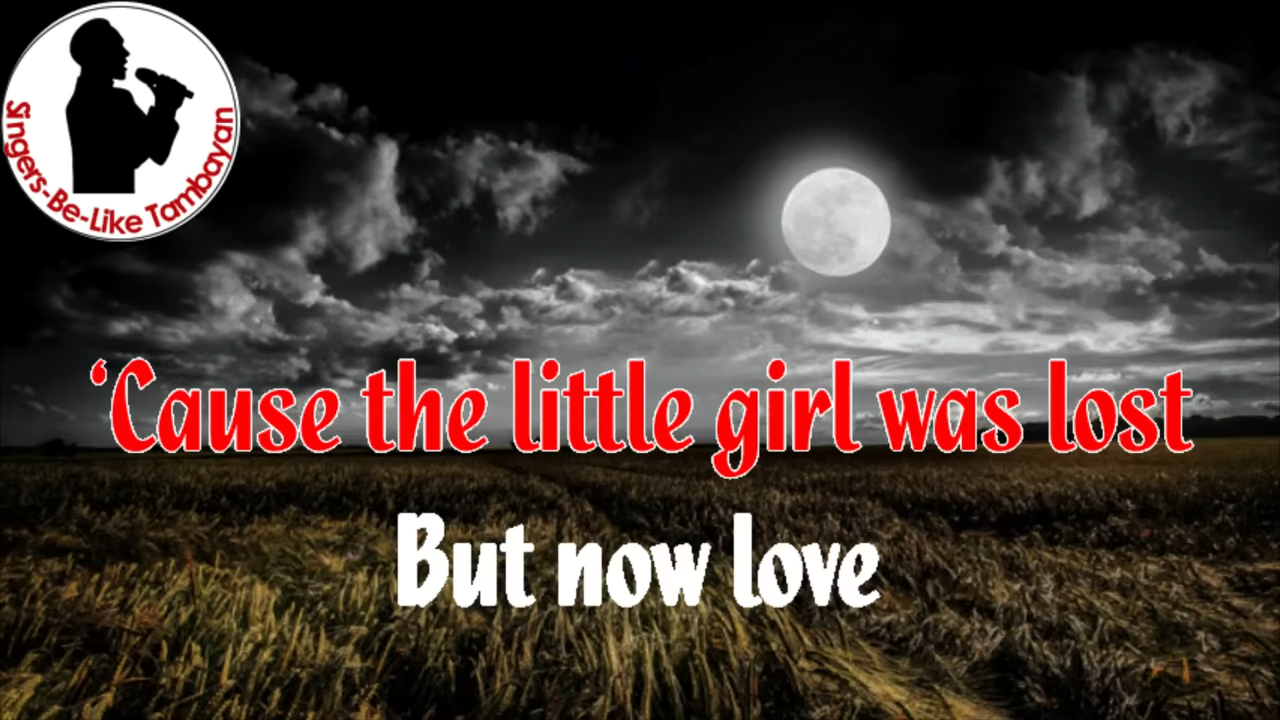 Singers-Be-Like Tambayan
‘Cause the little girl was lost
But now love